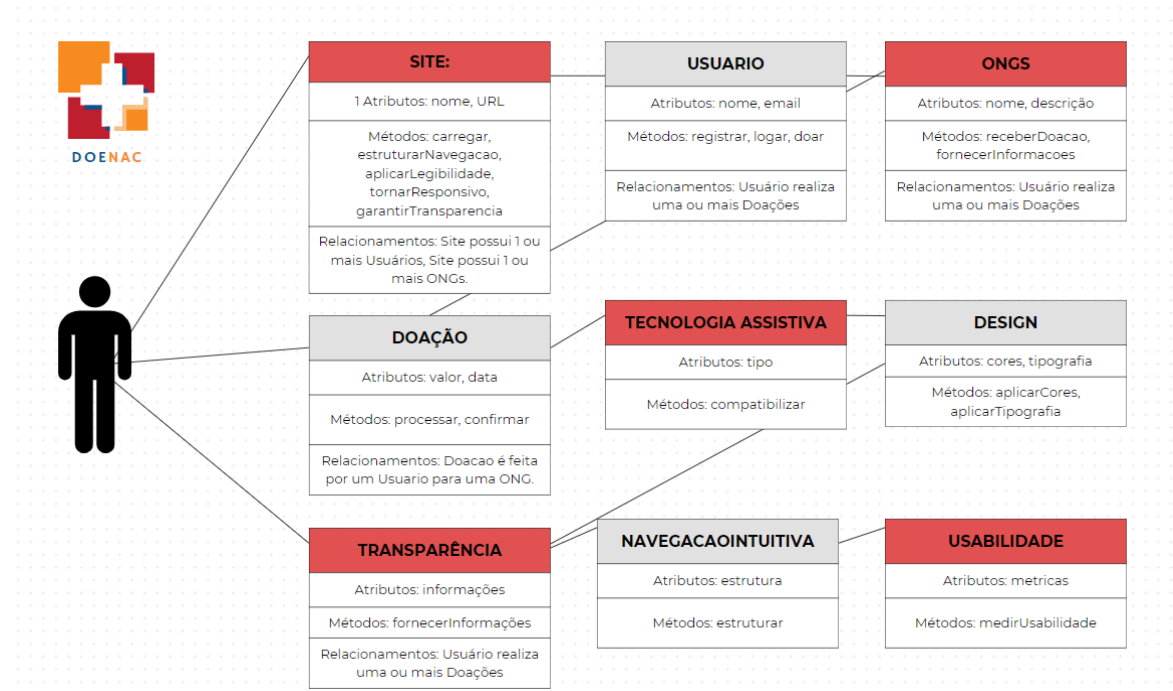 DOENAC
SITE:
1 Atributos: nome, URL
Métodos: carregar,
estruturarNavegacao,
aplicarLegibilidade,
tornarResponsivo,
garantirTransparencia
Relacionamentos: Site possui 1 ou
mais Usuários, Site possui 1 ou
mais ONGs.
USUARIO
Atributos: nome, email
Métodos: registrar, logar, doar
Relacionamentos: Usuário realiza
uma ou mais Doações
ONGS
Atributos: nome, descrição
Métodos: receberDoacao,
fornecerInformacoes
Relacionamentos: Usuário realiza
uma ou mais Doações
DOAÇÃO
Atributos: valor, data
Métodos: processar, confirmar
Relacionamentos: Doacao é feita
por um Usuario para uma ONG.
TECNOLOGIA ASSISTIVA
Atributos: tipo
Métodos: compatibilizar
DESIGN
Atributos: cores, tipografia
Métodos: aplicarCores,
aplicarTipografia
TRANSPARÊNCIA
Atributos: informações
Métodos: fornecerInformações
Relacionamentos: Usuário realiza
uma ou mais Doações
NAVEGACAOINTUITIVA
Atributos: estrutura
Métodos: estruturar
USABILIDADE
Atributos: metricas
Métodos: medirUsabilidade